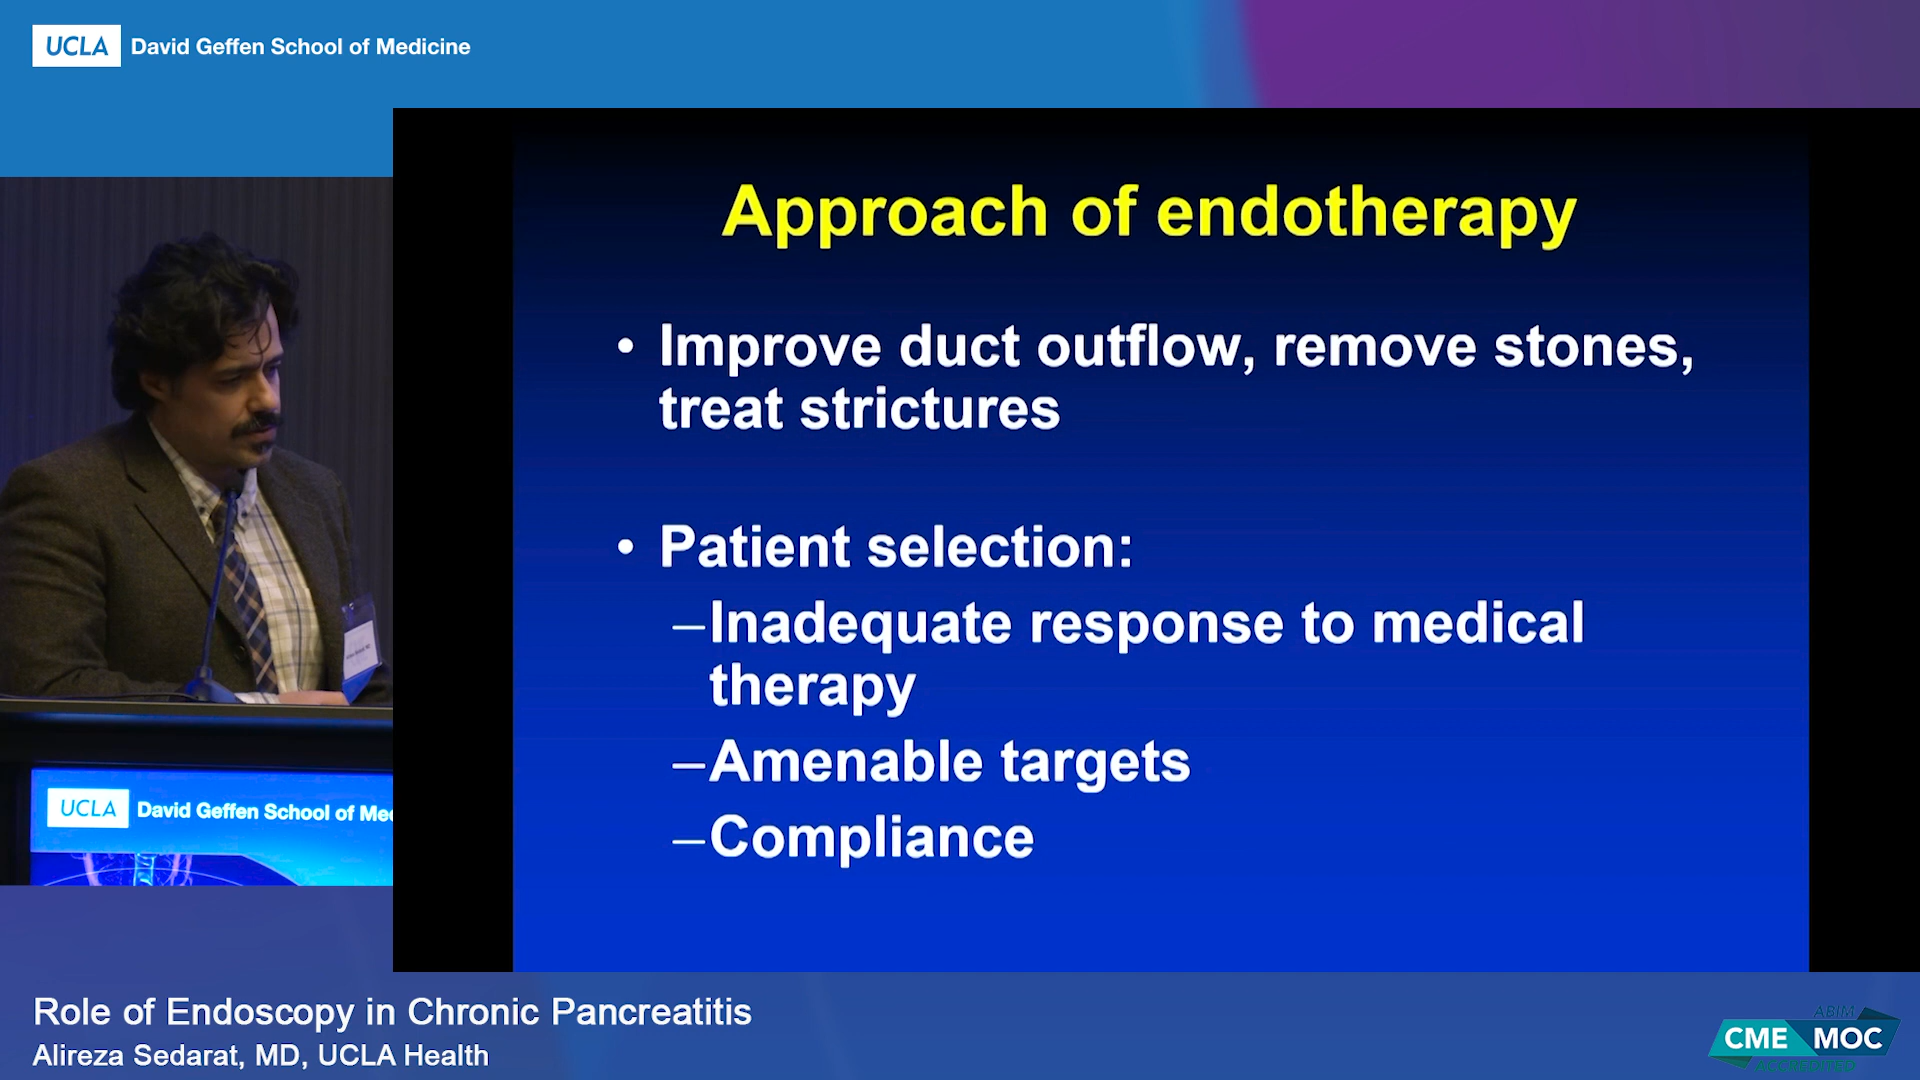 UCLA David Geffen School of Medicine
Approach of endotherapy
• Improve duct outflow, remove stones,
treat strictures
• Patient selection:
–Inadequate response to medical
therapy
–Amenable targets
–Compliance
UCLA David Geffen School of Med
Role of Endoscopy in Chronic Pancreatitis
Alireza Sedarat, MD, UCLA Health
ABIM
CME MOC
ACCREDITED